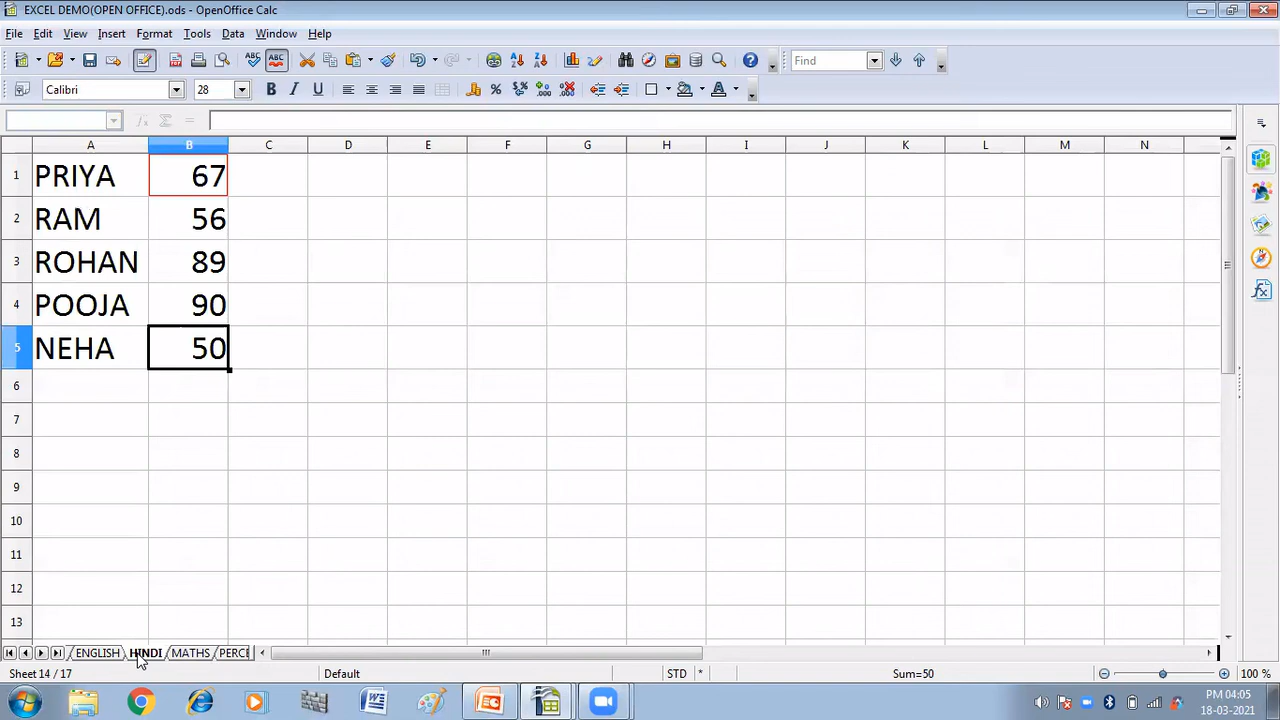 EXCEL DEMO(OPEN OFFICE).ods - OpenOffice Calc
File Edit View Insert Format Tools Data Window Help
Find
Calibri 28
A B C D E F G H I J K L M N
1 PRIYA 67
2 RAM 56
3 ROHAN 89
4 POOJA 90
5 NEHA 50
6
7
8
9
10
11
12
13
ENGLISH HINDI MATHS PERCE
Sheet 14 / 17 Default STD * Sum=50 100 %
PM 04:05
18-03-2021